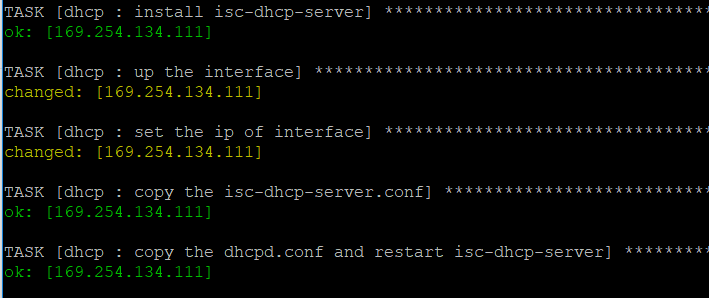 TASK [dhcp : install isc-dhcp-server] *********************************
ok: [169.254.134.111]
TASK [dhcp : up the interface] ****************************************
changed: [169.254.134.111]
TASK [dhcp : set the ip of interface] *********************************
changed: [169.254.134.111]
TASK [dhcp : copy the isc-dhcp-server.conf] ***************************
ok: [169.254.134.111]
TASK [dhcp : copy the dhcpd.conf and restart isc-dhcp-server] *********
ok: [169.254.134.111]